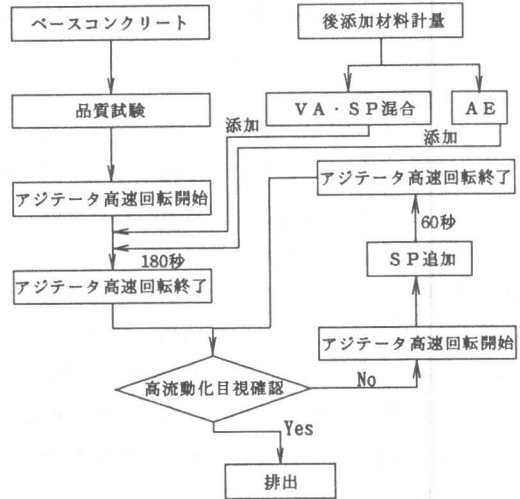 ベースコンクリート
後添加材料計量
品質試験
ＶＡ・ＳＰ混合
ＡＥ
添加
添加
アジテータ高速回転開始
アジテータ高速回転終了
60秒
180秒
ＳＰ追加
アジテータ高速回転終了
アジテータ高速回転開始
高流動化目視確認
No
Yes
排出